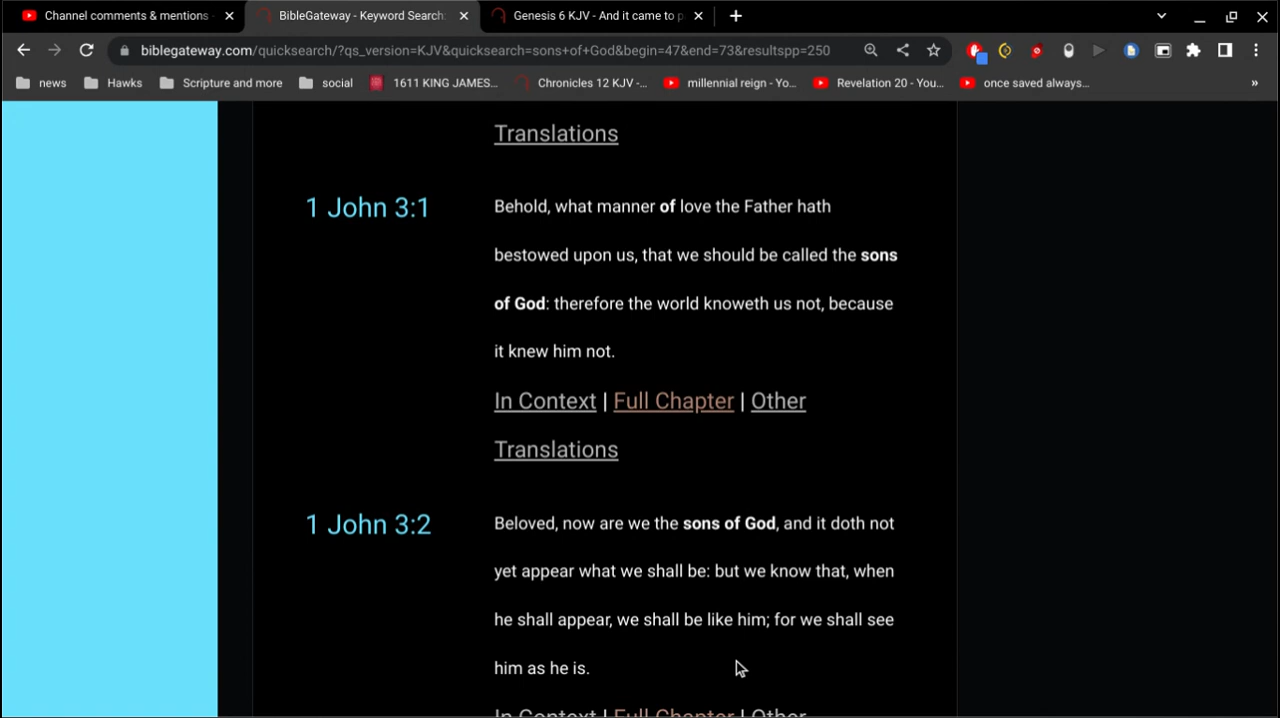 Channel comments & mentions
BibleGateway - Keyword Search:
Genesis 6 KJV - And it came to p
biblegateway.com/quicksearch/?qs_version=KJV&quicksearch=sons+of+God&begin=47&end=73&resultspp=250
news
Hawks
Scripture and more
social
1611 KING JAMES...
Chronicles 12 KJV -...
millennial reign - Yo...
Revelation 20 - You...
once saved always...
»
Translations
1 John 3:1
Behold, what manner of love the Father hath
bestowed upon us, that we should be called the sons
of God: therefore the world knoweth us not, because
it knew him not.
In Context | Full Chapter | Other
Translations
1 John 3:2
Beloved, now are we the sons of God, and it doth not
yet appear what we shall be: but we know that, when
he shall appear, we shall be like him; for we shall see
him as he is.
In Context | Full Chapter | Other